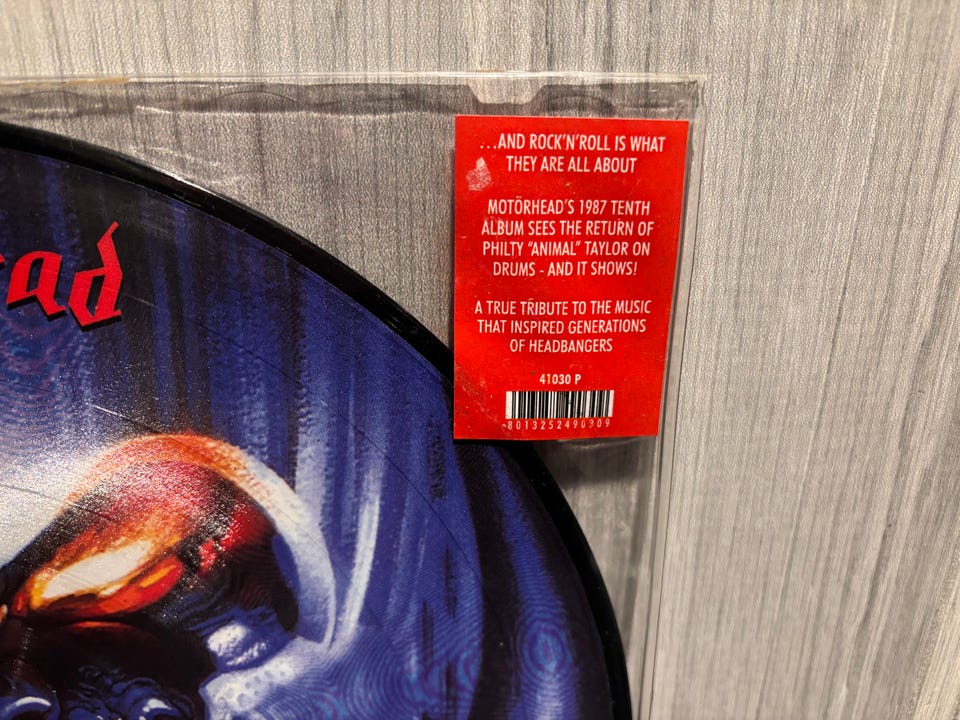 ad
...AND ROCK'N'ROLL IS WHAT
THEY ARE ALL ABOUT
MOTÖRHEAD'S 1987 TENTH
ALBUM SEES THE RETURN OF
PHILTY "ANIMAL" TAYLOR ON
DRUMS - AND IT SHOWS!
A TRUE TRIBUTE TO THE MUSIC
THAT INSPIRED GENERATIONS
OF HEADBANGERS
41030 P
8013252490309